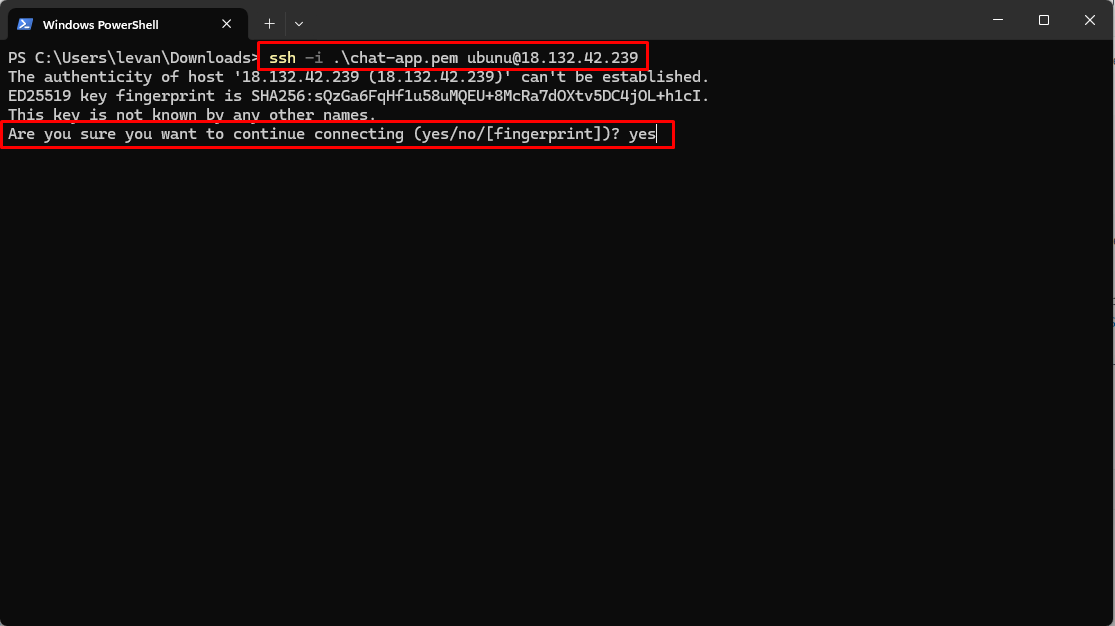 Windows PowerShell
PS C:\Users\levan\Downloads> ssh -i .\chat-app.pem ubunu@18.132.42.239
The authenticity of host '18.132.42.239 (18.132.42.239)' can't be established.
ED25519 key fingerprint is SHA256:sQzGa6FqHf1u58uMQEU+8McRa7dOXtv5DC4jOL+h1cI.
This key is not known by any other names.
Are you sure you want to continue connecting (yes/no/[fingerprint])? yes